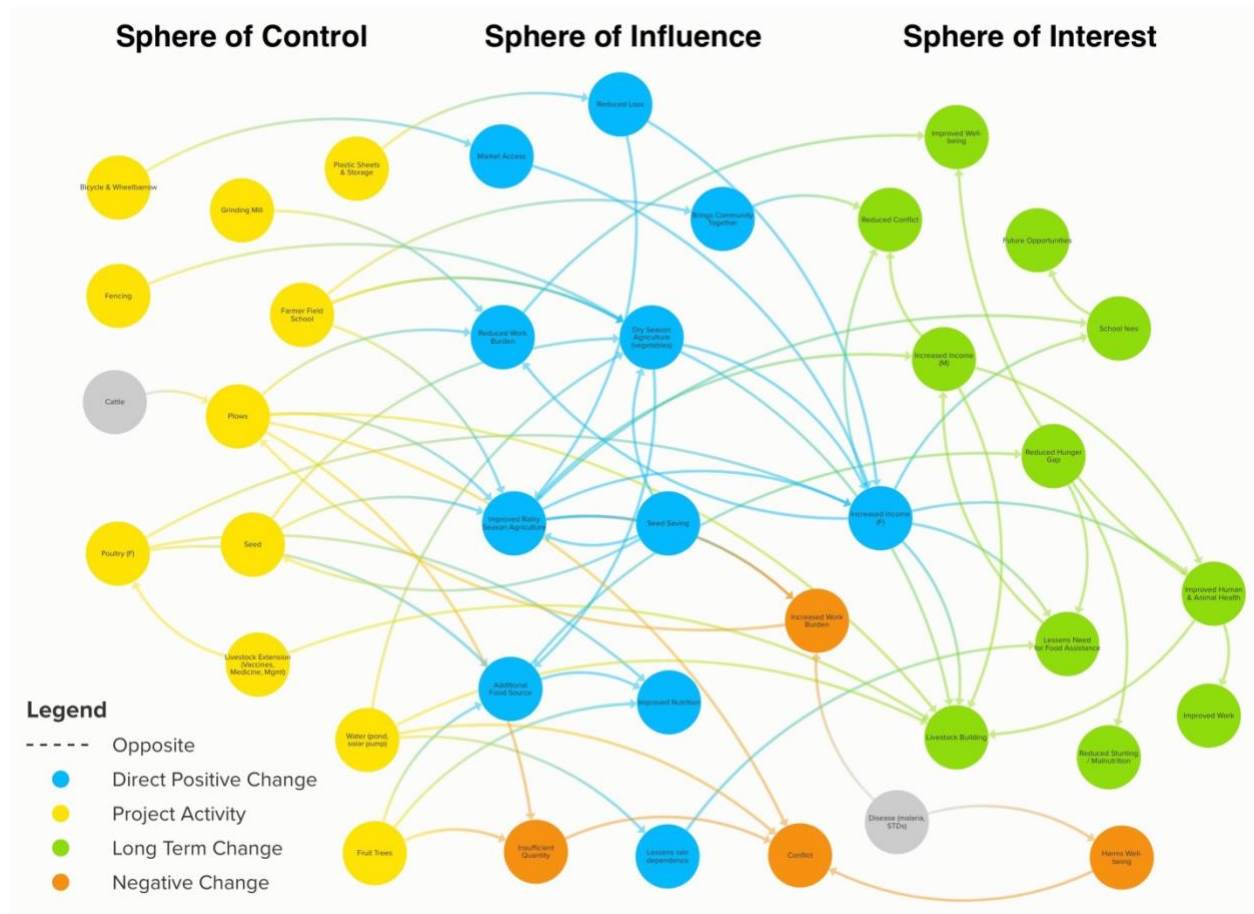 Sphere of Control
Sphere of Influence
Sphere of Interest
Reduced Loss
Improved Well-
being
Market Access
Plastic Sheets
& Storage
Bicycle & Wheelbarrow
Grinding Mill
Brings Community
Together
Reduced Conflict
Future Opportunities
Fencing
Farmer Field
School
Reduced Work
Burden
Dry Season
Agriculture
(vegetables)
School fees
Increased Income
(M)
Cattle
Plows
Reduced Hunger
Gap
Improved Rainy
Season Agriculture
Seed Saving
Increased Income
(F)
Poultry (F)
Seed
Improved Human
& Animal Health
Increased Work
Burden
Lessens Need
for Food Assistance
Livestock Extension
(Vaccines,
Medicine, Mgmt)
Additional
Food Source
Improved Nutrition
Improved Work
Water (pond,
solar pump)
Livestock Building
Reduced Stunting
/ Malnutrition
Disease (malaria,
STDs)
Fruit Trees
Insufficient
Quantity
Lessens rain
dependence
Conflict
Harms Well-
being
Legend
Opposite
Direct Positive Change
Project Activity
Long Term Change
Negative Change